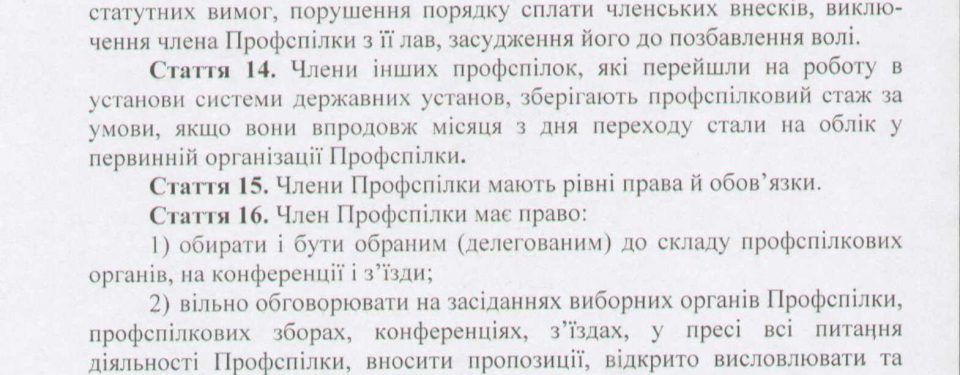 статутних вимог, порушення порядку сплати членських внесків, виклю-
чення члена Профспілки з її лав, засудження його до позбавлення волі.
Стаття 14. Члени інших профспілок, які перейшли на роботу в
установи системи державних установ, зберігають профспілковий стаж за
умови, якщо вони впродовж місяця з дня переходу стали на облік у
первинній організації Профспілки.
Стаття 15. Члени Профспілки мають рівні права й обов’язки.
Стаття 16. Член Профспілки має право:
1) обирати і бути обраним (делегованим) до складу профспілкових
органів, на конференції і з’їзди;
2) вільно обговорювати на засіданнях виборних органів Профспілки,
профспілкових зборах, конференціях, з’їздах, у пресі всі питання
діяльності Профспілки, вносити пропозиції, відкрито висловлювати та